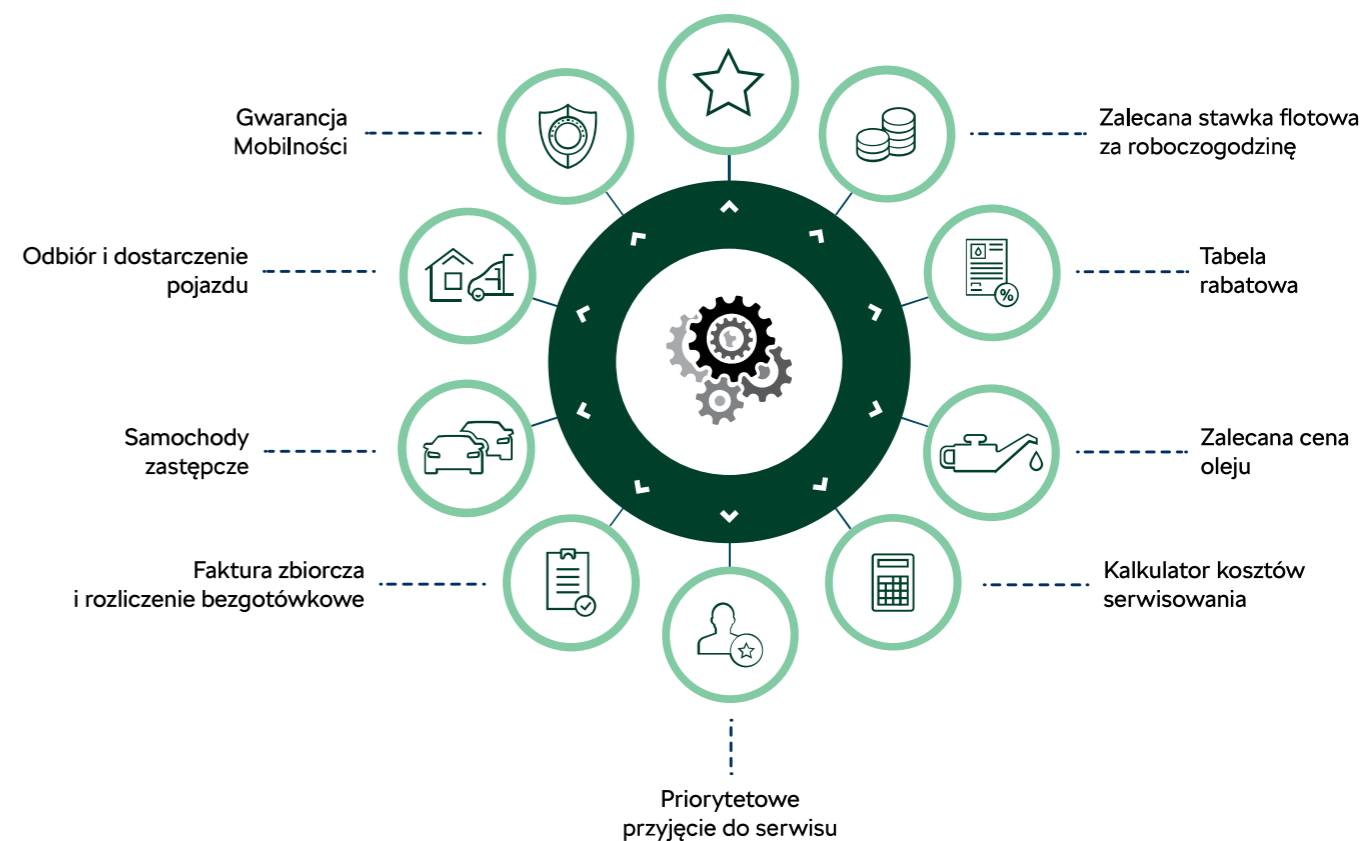 Gwarancja
Mobilności
Zalecana stawka flotowa
za roboczogodzinę
Odbiór i dostarczenie
pojazdu
Tabela
rabatowa
%
Samochody
zastępcze
Zalecana cena
oleju
Faktura zbiorcza
i rozliczenie bezgotówkowe
Kalkulator kosztów
serwisowania
Priorytetowe
przyjęcie do serwisu